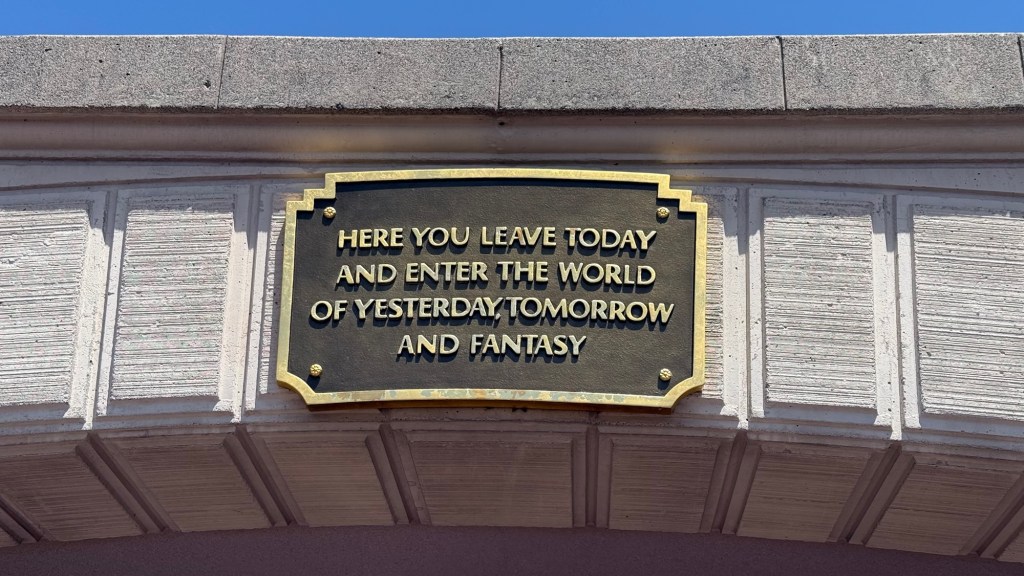 HERE YOU LEAVE TODAY
AND ENTER THE WORLD
OF YESTERDAY, TOMORROW
AND FANTASY